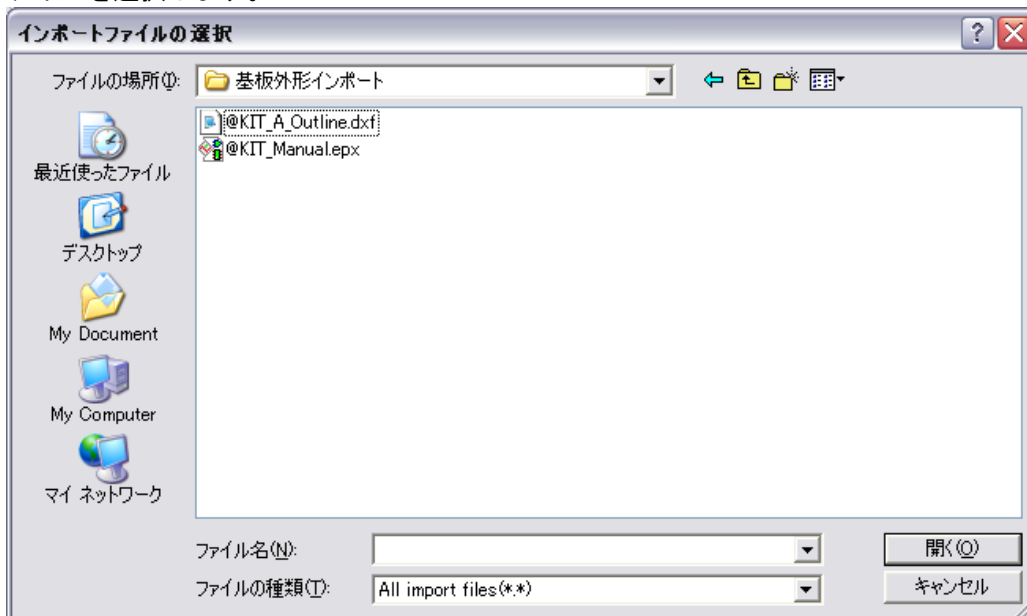 インポートファイルの選択
ファイルの場所(I):
基板外形インポート
@KIT_A_Outline.dxf
@KIT_Manual.epx
最近使ったファイル
デスクトップ
My Document
My Computer
マイ ネットワーク
ファイル名(N):
開く(O)
ファイルの種類(T):
All import files(*.*)
キャンセル